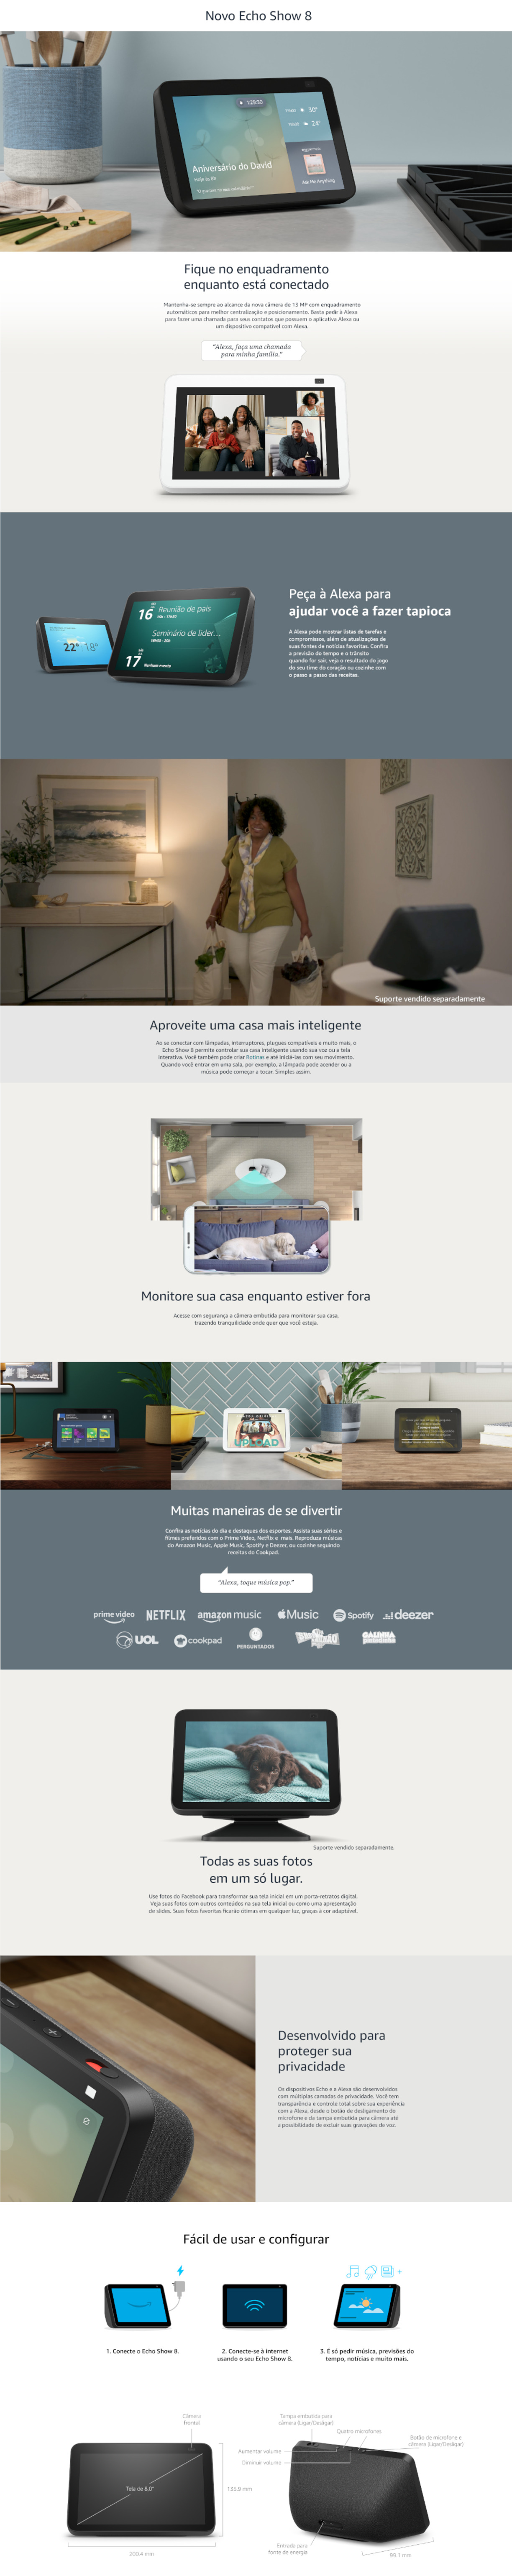 Novo Echo Show 8
1:29:50
Aniversário do David
Hoje às 3h
50°
24°
Ask Me Anything
Fique no enquadramento
enquanto está conectado
Mantenha-se sempre ao alcance da nova câmera de 13 MP com enquadramento
automáticos para melhor centralização e posicionamento. Basta pedir à Alexa
para fazer uma chamada para seus contatos que possuem o aplicativa Alexa ou
um dispositivo compatível com Alexa.
"Alexa, faça uma chamada
para minha família."
16 Reunião de pais
Seminário de lider...
17
Nenhum evento
22° 18°
Peça à Alexa para
ajudar você a fazer tapioca
A Alexa pode mostrar listas de tarefas e
compromissos, além de atualizações de
suas fontes de notícias favoritas. Confira
a previsão do tempo e o trânsito
quando for sair, veja o resultado do jogo
do seu time do coração ou cozinhe com
o passo a passo das receitas.
Suporte vendido separadamente
Aproveite uma casa mais inteligente
Ao se conectar com lâmpadas, interruptores, plugues compatíveis e muito mais, o
Echo Show 8 permite controlar sua casa inteligente usando sua voz ou a tela
interativa. Você também pode criar Rotinas e até iniciá-las com seu movimento.
Quando você entrar em uma sala, por exemplo, a lâmpada pode acender ou a
música pode começar a tocar. Simples assim.
Monitore sua casa enquanto estiver fora
Acesse com segurança a câmera embutida para monitorar sua casa,
trazendo tranquilidade onde quer que você esteja.
UPLOAD
Muitas maneiras de se divertir
Confira as notícias do dia e destaques dos esportes. Assista suas séries e
filmes preferidos com o Prime Video, Netflix e mais. Reproduza músicas
do Amazon Music, Apple Music, Spotify e Deezer, ou cozinhe seguindo
receitas do Cookpad.
"Alexa, toque música pop."
prime video NETFLIX amazon music Music Spotify deezer
UOL cookpad PERGUNTADOS
Suporte vendido separadamente.
Todas as suas fotos
em um só lugar.
Use fotos do Facebook para transformar sua tela inicial em um porta-retratos digital.
Veja suas fotos com outros conteúdos na sua tela inicial ou como uma apresentação
de slides. Suas fotos favoritas ficarão ótimas em qualquer luz, graças à cor adaptável.
Desenvolvido para
proteger sua
privacidade
Os dispositivos Echo e a Alexa são desenvolvidos
com múltiplas camadas de privacidade. Você tem
transparência e controle total sobre sua experiência
com a Alexa, desde o botão de desligamento do
microfone e da tampa embutida para câmera até
a possibilidade de excluir suas gravações de voz.
Fácil de usar e configurar
1. Conecte o Echo Show 8.
2. Conecte-se à internet
usando o seu Echo Show 8.
3. É só pedir música, previsões do
tempo, notícias e muito mais.
Câmera
frontal
Tela de 8,0"
135.9 mm
200.4 mm
Tampa embutida para
câmera (Ligar/Desligar)
Quatro microfones
Botão de microfone e
câmera (Ligar/Desligar)
Aumentar volume
Diminuir volume
Entrada para
fonte de energia
99.1 mm